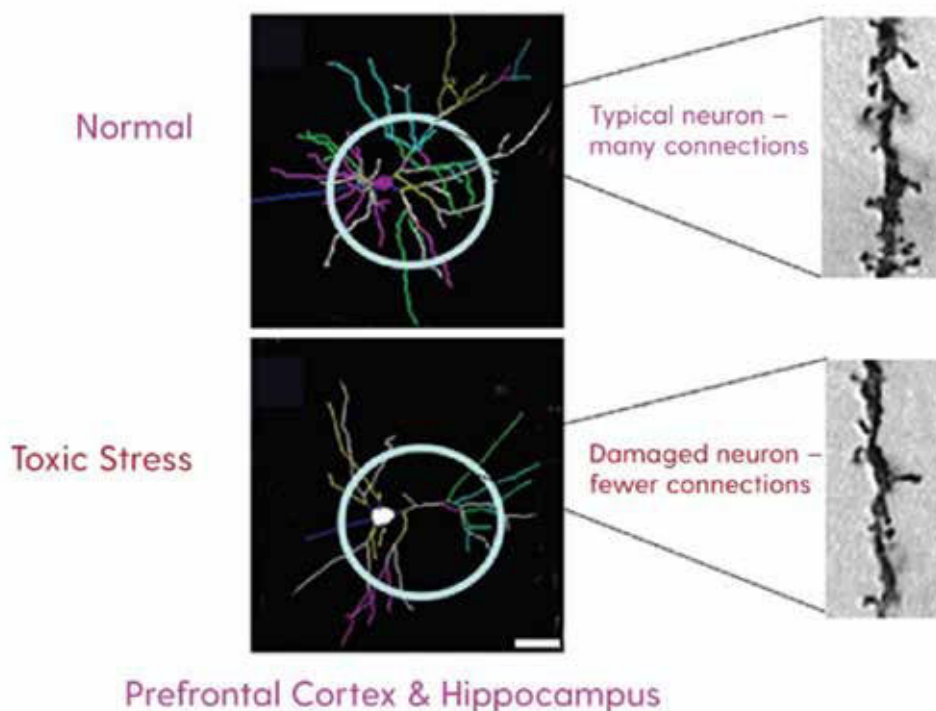 Normal
Typical neuron –
many connections
Toxic Stress
Damaged neuron –
fewer connections
Prefrontal Cortex & Hippocampus